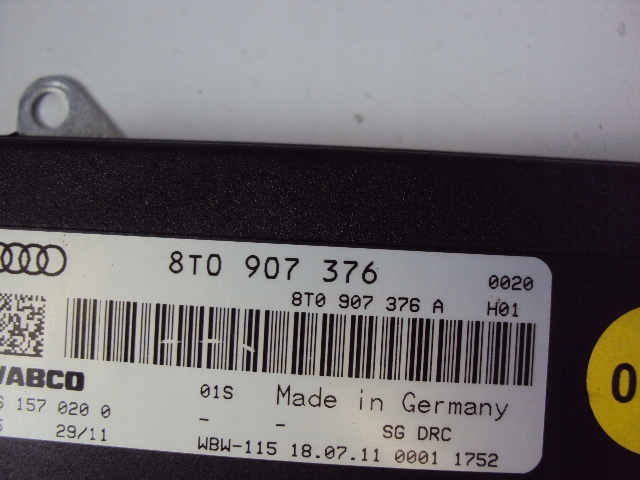 8T0 907 376 0020
8T0 907 376 A H01
WABCO 01S Made in Germany
157 020 0 - - SG DRC
29/11 WBW-115 18.07.11 0001 1752
0